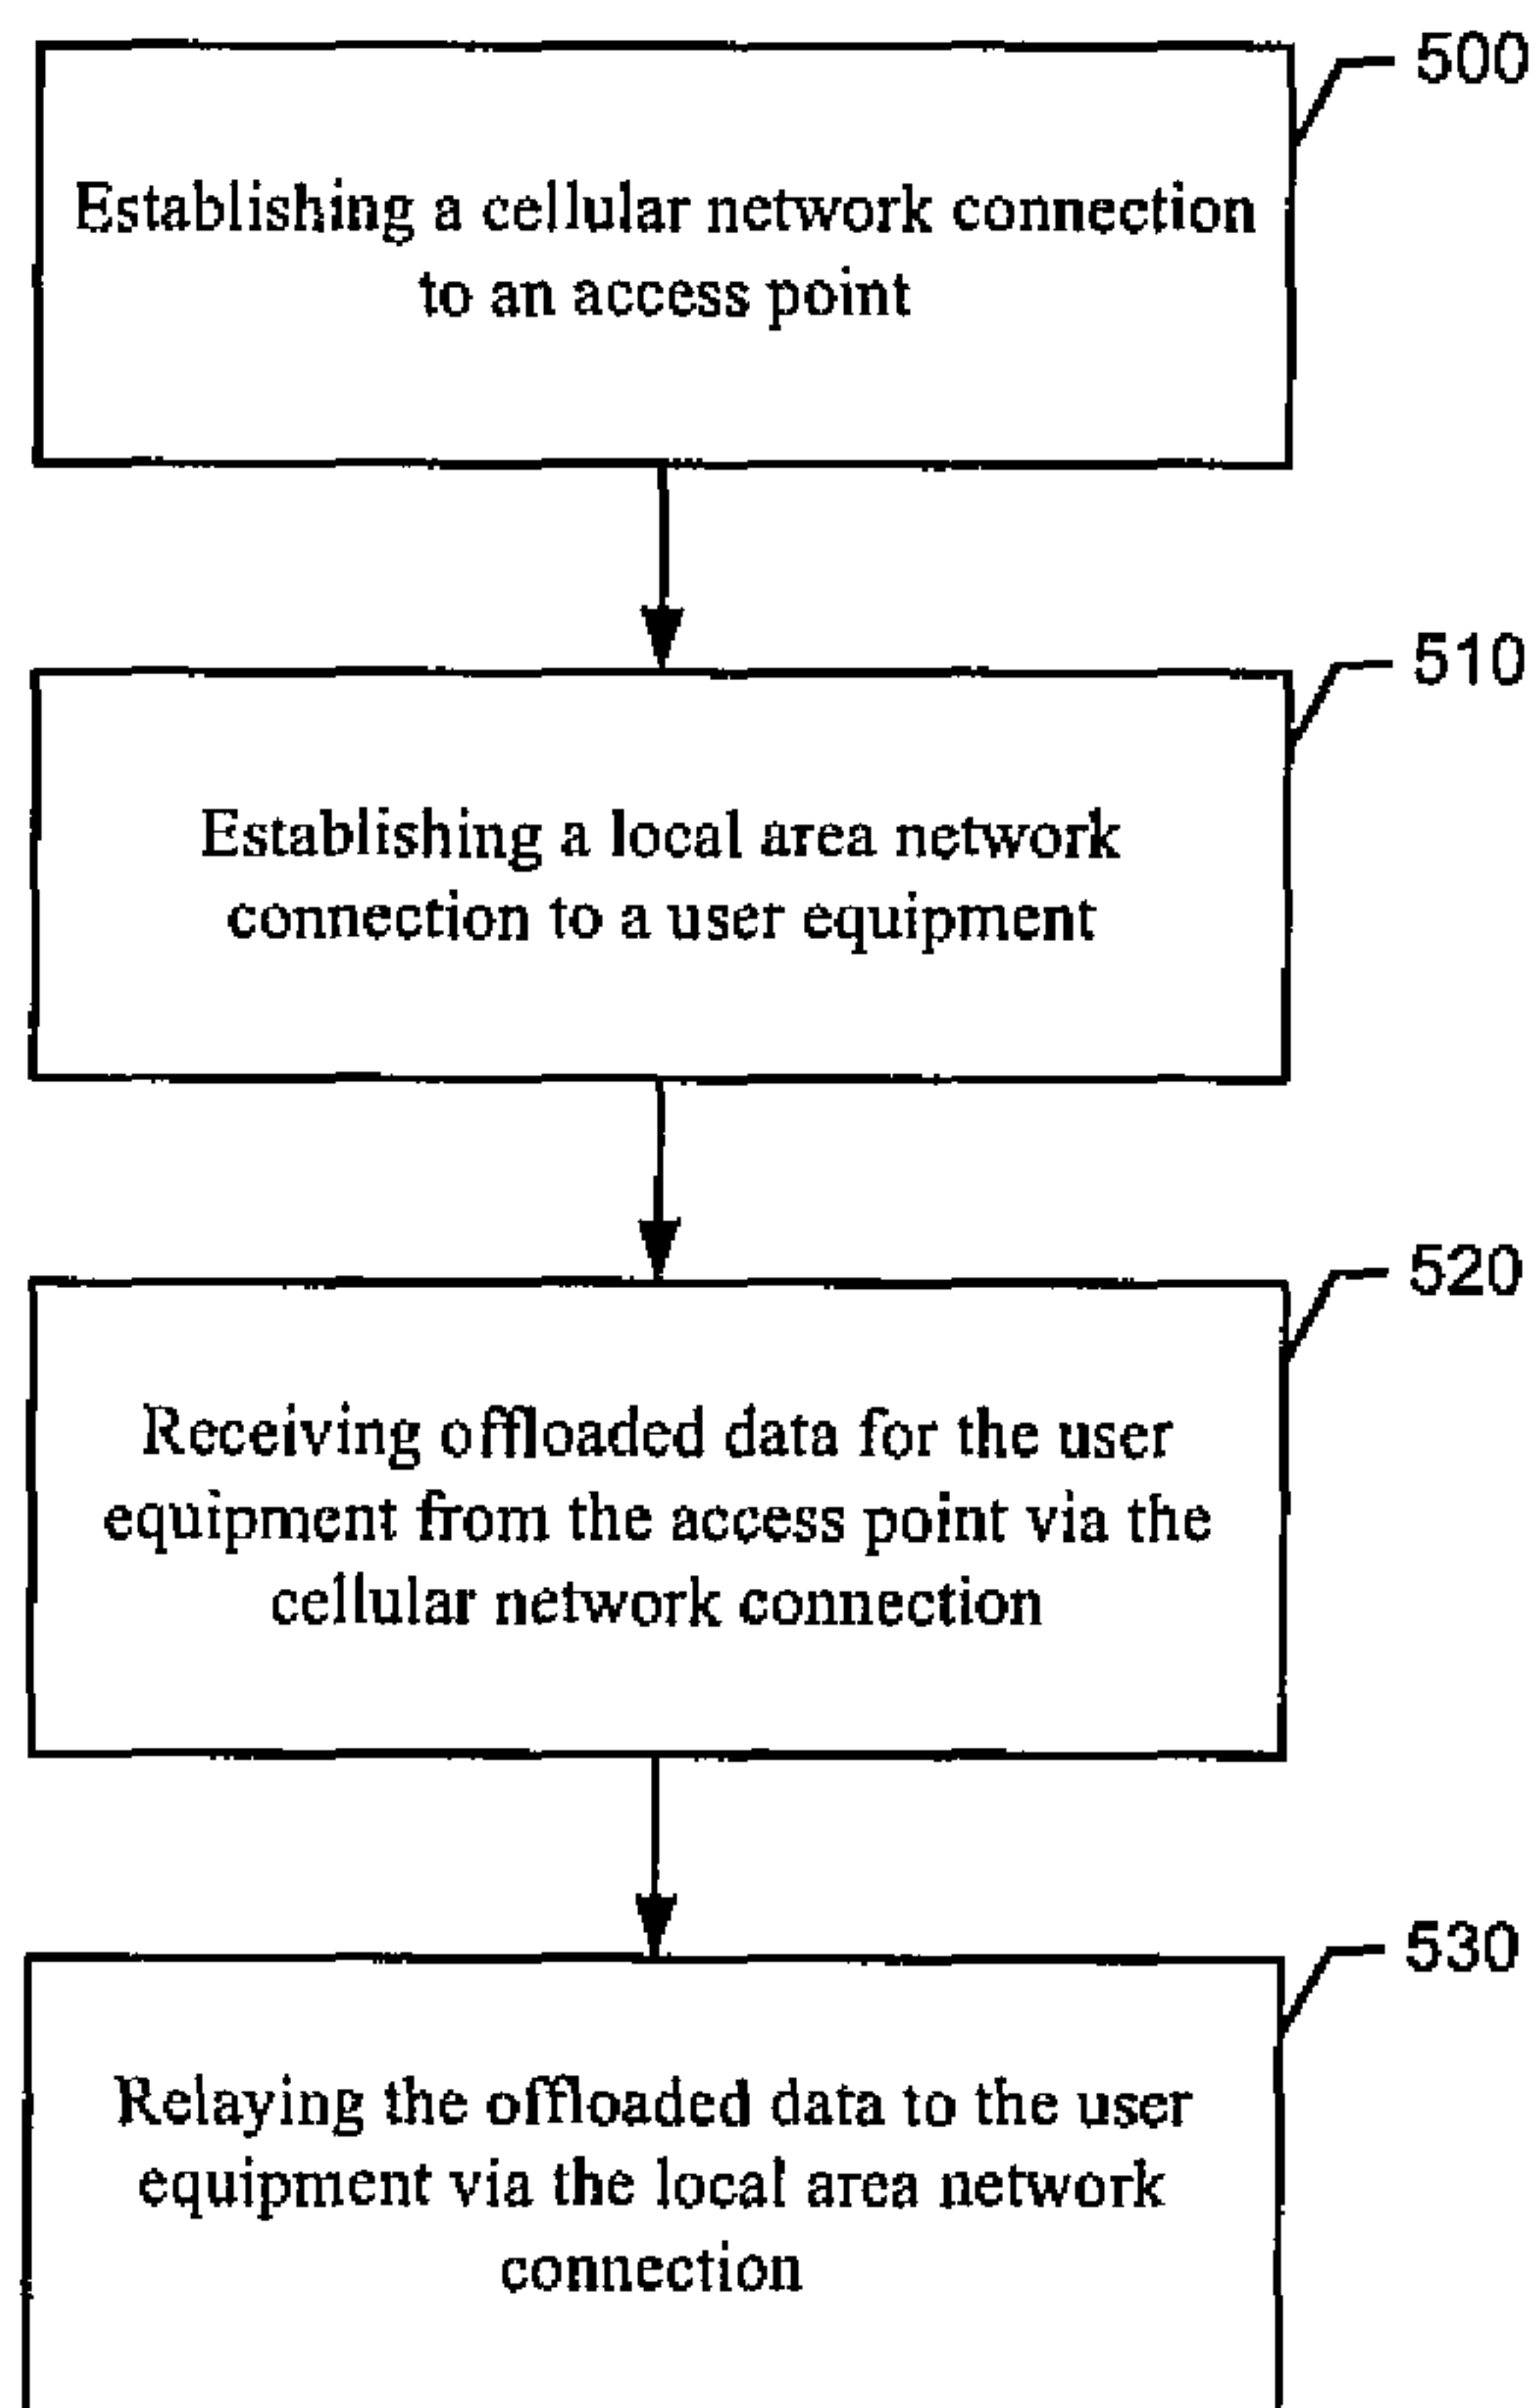 500
Establishing a cellular network connection
to an access point
510
Establishing a local area network
connection to a user equipment
520
Receiving offloaded data for the user
equipment from the access point via the
cellular network connection
530
Relaying the offloaded data to the user
equipment via the local area network
connection